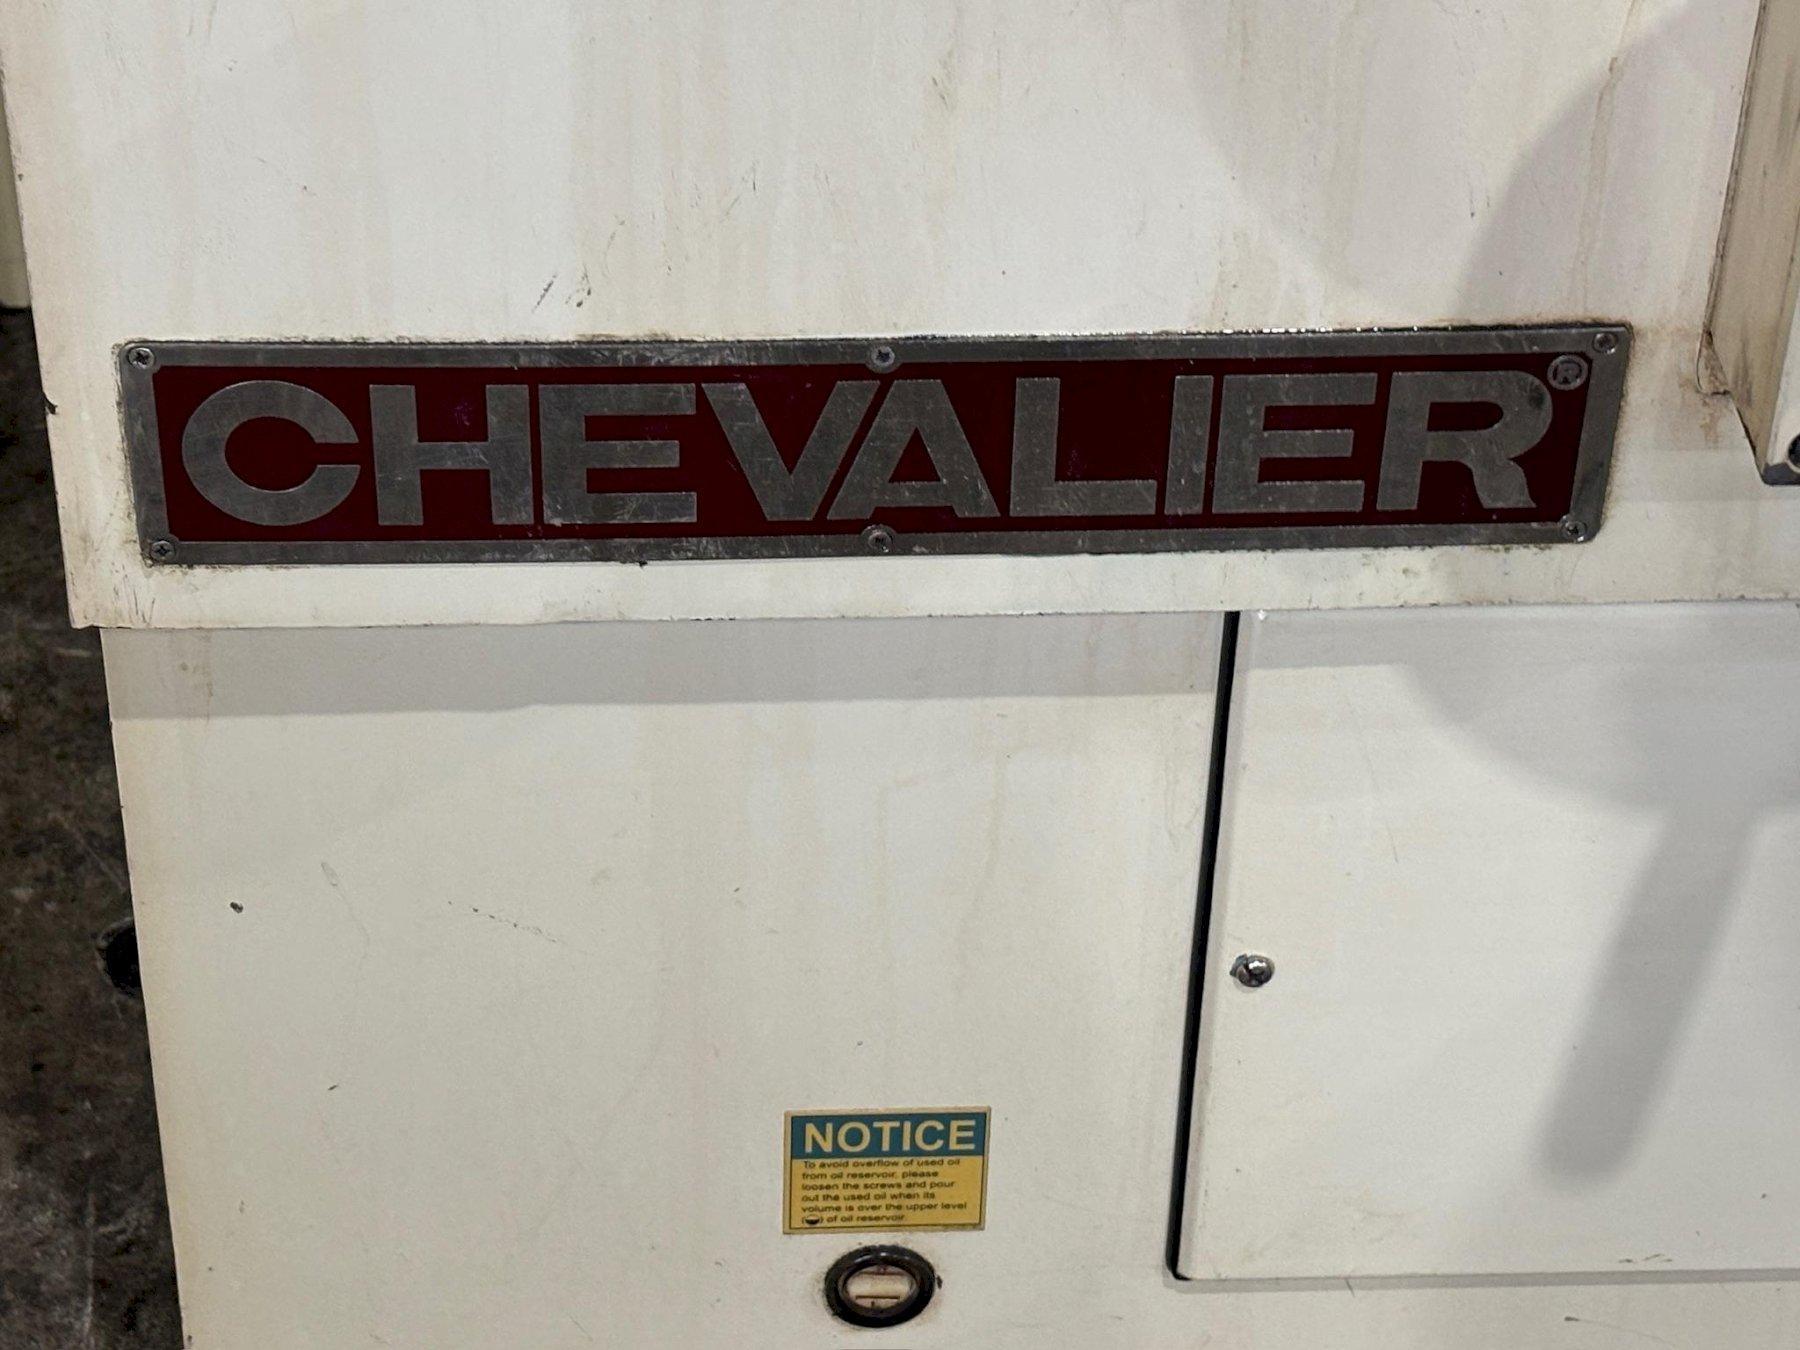 CHEVALIER®
NOTICE
To avoid overflow of used oil
from oil reservoir, please
loosen the screws and pour
out the used oil when its
volume is over the upper level
( ) of oil reservoir.